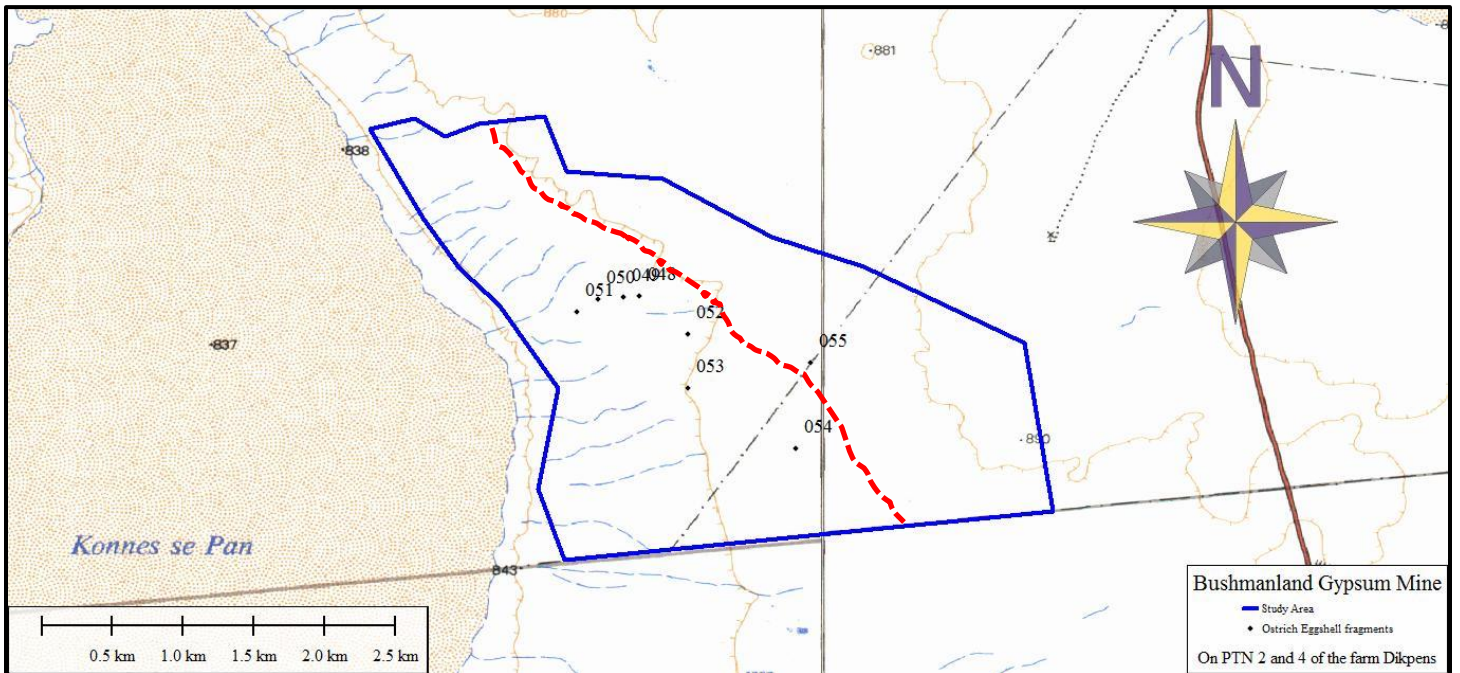 880
881
N
838
051 050 049 048
052
837
055
053
054
890
Konnes se Pan
843
0.5 km 1.0 km 1.5 km 2.0 km 2.5 km
Bushmanland Gypsum Mine
Study Area
Ostrich Eggshell fragments
On PTN 2 and 4 of the farm Dikpens